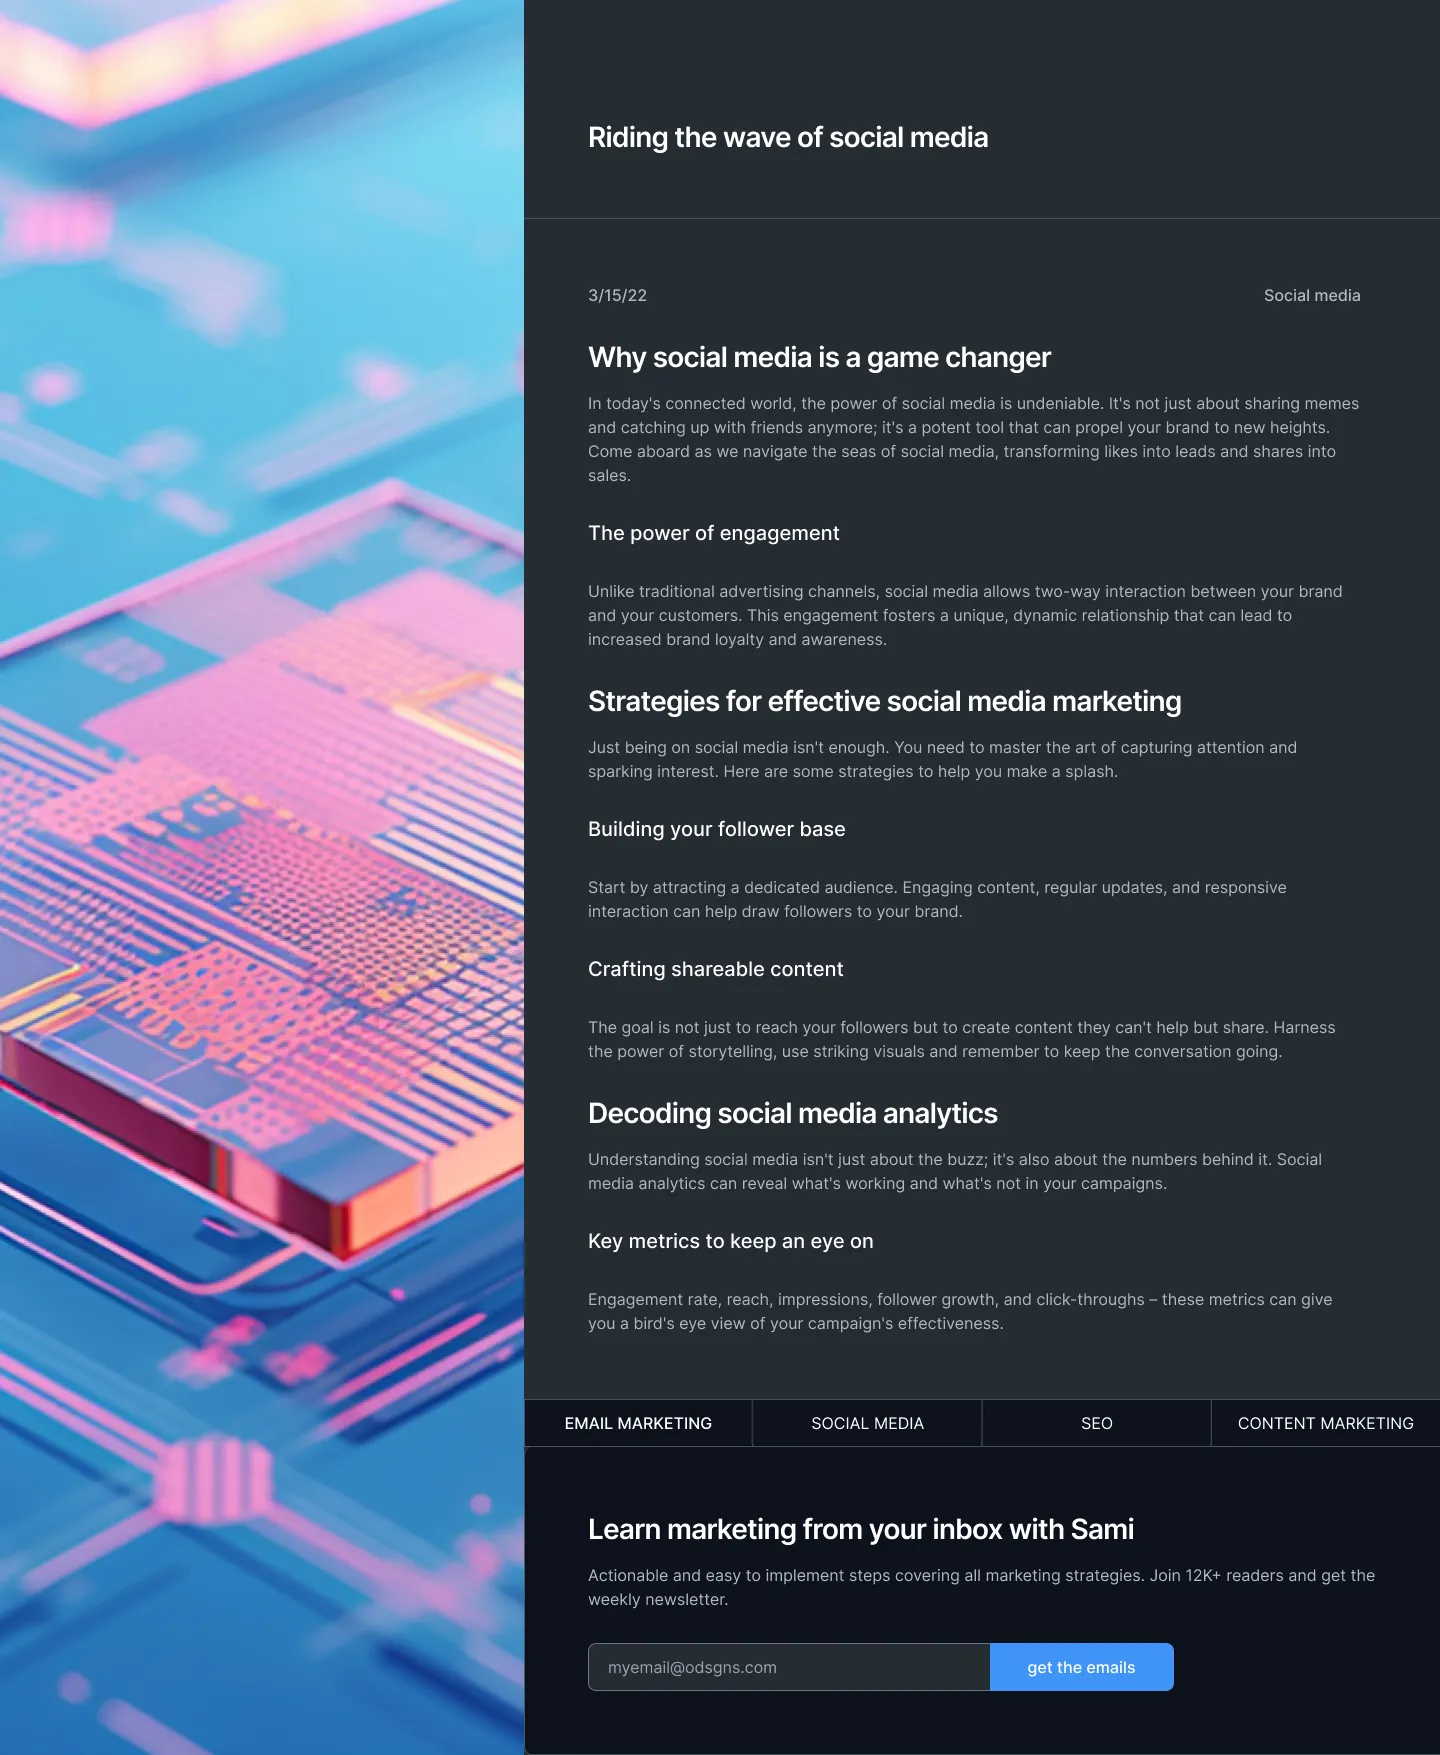 Riding the wave of social media
3/15/22
Social media
Why social media is a game changer
In today's connected world, the power of social media is undeniable. It's not just about sharing memes
and catching up with friends anymore; it's a potent tool that can propel your brand to new heights.
Come aboard as we navigate the seas of social media, transforming likes into leads and shares into
sales.
The power of engagement
Unlike traditional advertising channels, social media allows two-way interaction between your brand
and your customers. This engagement fosters a unique, dynamic relationship that can lead to
increased brand loyalty and awareness.
Strategies for effective social media marketing
Just being on social media isn't enough. You need to master the art of capturing attention and
sparking interest. Here are some strategies to help you make a splash.
Building your follower base
Start by attracting a dedicated audience. Engaging content, regular updates, and responsive
interaction can help draw followers to your brand.
Crafting shareable content
The goal is not just to reach your followers but to create content they can't help but share. Harness
the power of storytelling, use striking visuals and remember to keep the conversation going.
Decoding social media analytics
Understanding social media isn't just about the buzz; it's also about the numbers behind it. Social
media analytics can reveal what's working and what's not in your campaigns.
Key metrics to keep an eye on
Engagement rate, reach, impressions, follower growth, and click-throughs – these metrics can give
you a bird's eye view of your campaign's effectiveness.
EMAIL MARKETING
SOCIAL MEDIA
SEO
CONTENT MARKETING
Learn marketing from your inbox with Sami
Actionable and easy to implement steps covering all marketing strategies. Join 12K+ readers and get the
weekly newsletter.
myemail@odsgns.com
get the emails